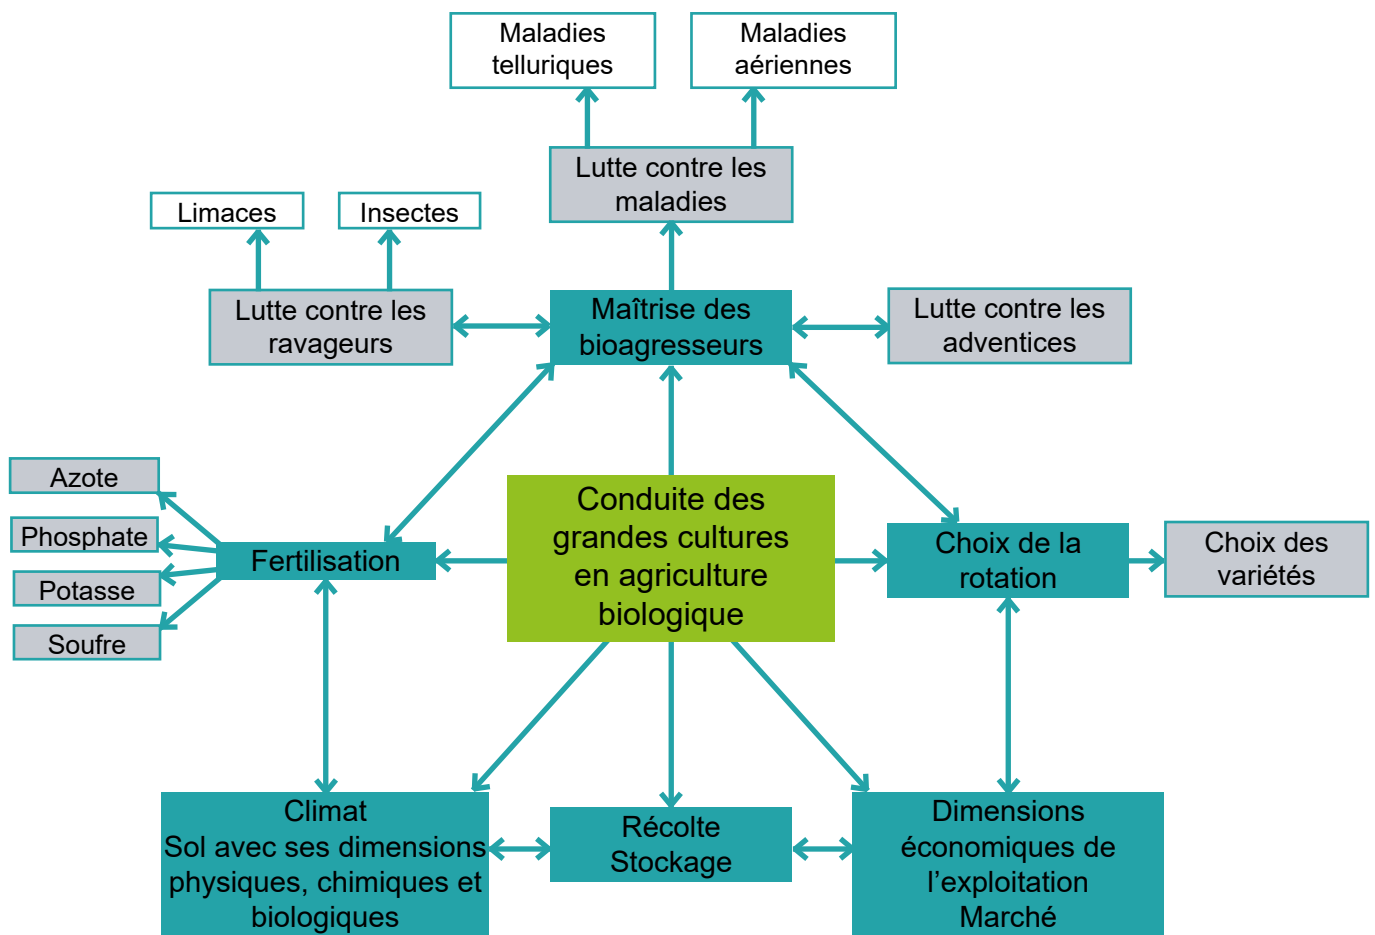 Maladies
telluriques
Maladies
aériennes
Lutte contre les
maladies
Limaces
Insectes
Lutte contre les
ravageurs
Maîtrise des
bioagresseurs
Lutte contre les
adventices
Azote
Phosphate
Potasse
Soufre
Fertilisation
Conduite des
grandes cultures
en agriculture
biologique
Choix de la
rotation
Choix des
variétés
Climat
Sol avec ses dimensions
physiques, chimiques et
biologiques
Récolte
Stockage
Dimensions
économiques de
l’exploitation
Marché